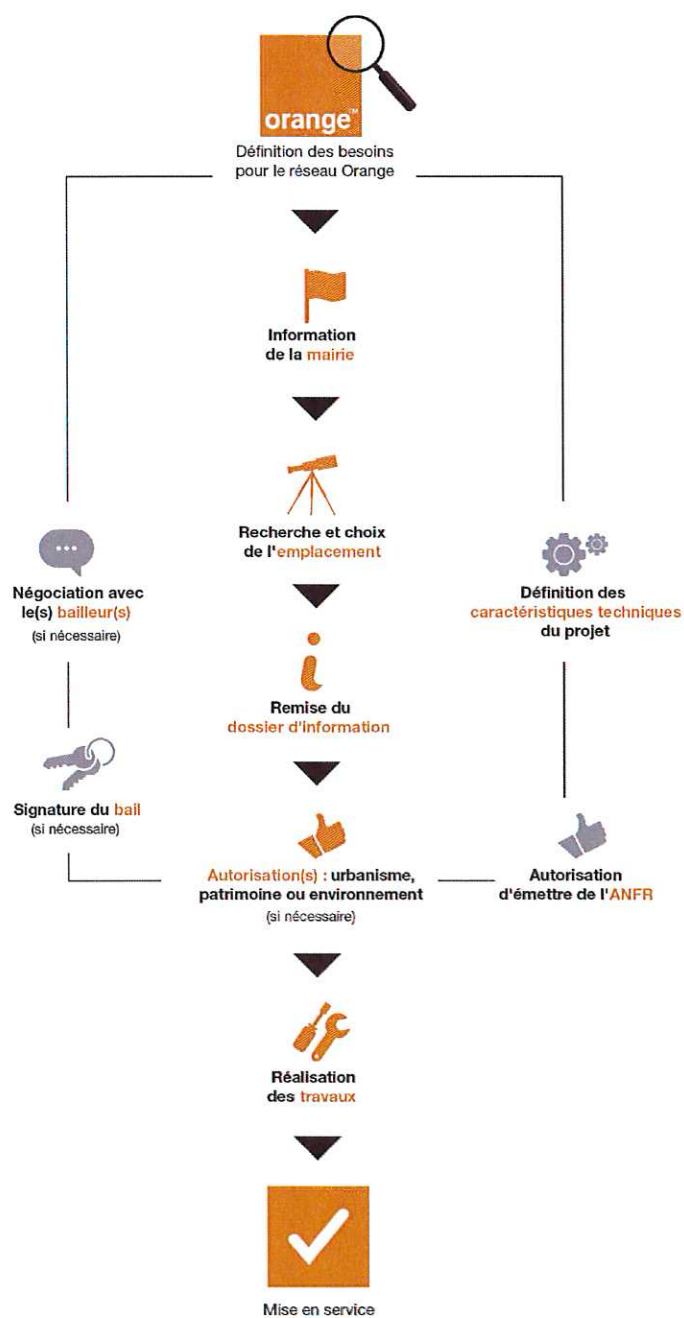 orange™
Définition des besoins
pour le réseau Orange
Information
de la mairie
Recherche et choix
de l'emplacement
Négociation avec
le(s) bailleur(s)
(si nécessaire)
Définition des
caractéristiques techniques
du projet
Remise du
dossier d'information
Signature du bail
(si nécessaire)
Autorisation(s) : urbanisme,
patrimoine ou environnement
(si nécessaire)
Autorisation
d'émettre de l'ANFR
Réalisation
des travaux
Mise en service